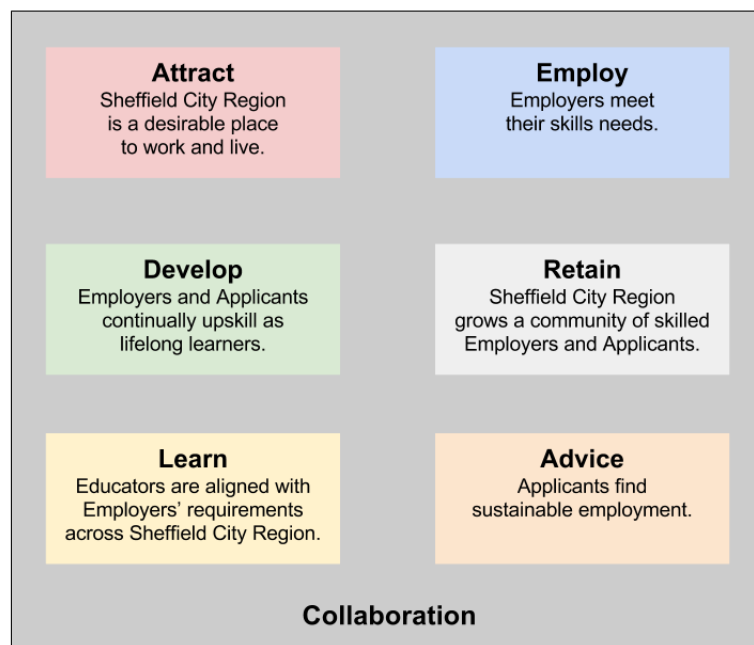 Attract
Sheffield City Region
is a desirable place
to work and live.
Employ
Employers meet
their skills needs.
Develop
Employers and Applicants
continually upskill as
lifelong learners.
Retain
Sheffield City Region
grows a community of skilled
Employers and Applicants.
Learn
Educators are aligned with
Employers’ requirements
across Sheffield City Region.
Advice
Applicants find
sustainable employment.
Collaboration